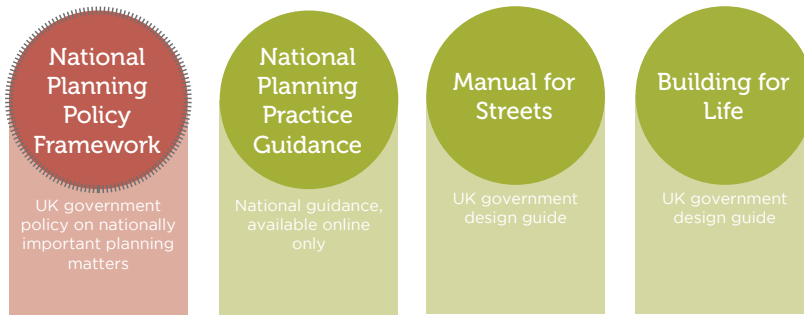 National
Planning
Policy
Framework
UK government
policy on nationally
important planning
matters
National
Planning
Practice
Guidance
National guidance,
available online
only
Manual for
Streets
UK government
design guide
Building for
Life
UK government
design guide